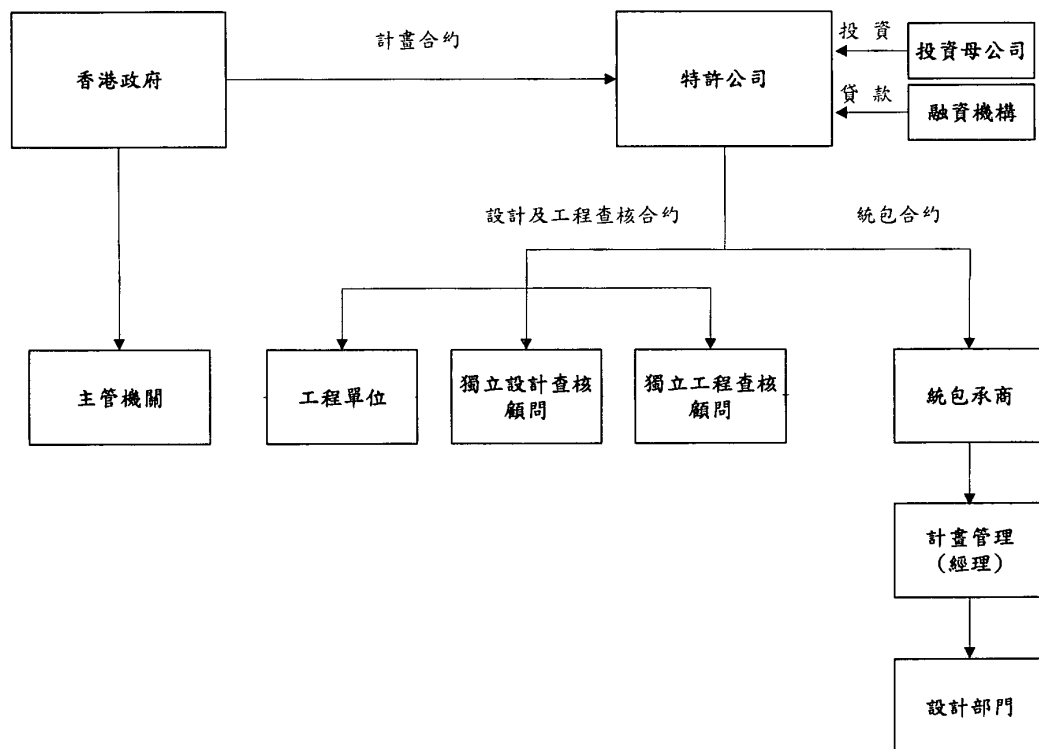 計畫合約
投 資
投資母公司
香港政府
特許公司
貸 款
融資機構
設計及工程查核合約
統包合約
主管機關
工程單位
獨立設計查核
顧問
獨立工程查核
顧問
統包承商
計畫管理
(經理)
設計部門